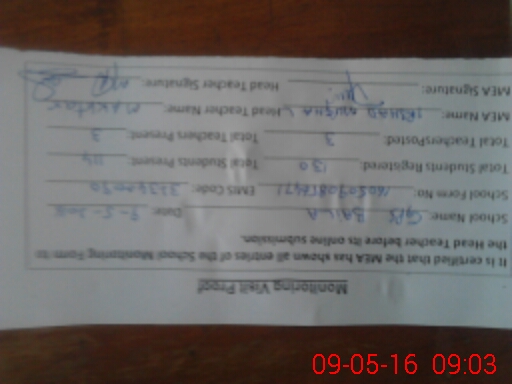 Monitoring Visit Proof
It is certified that the MEA has shown all entries of the School Monitoring Form to
the Head Teacher before its online submission.
School Name: GPS BAILA Date: 9-5-2016
School Form No: EMIS Code:
Total Students Registered: 130 Total Students Present: 114
Total TeachersPosted: 3 Total Teachers Present: 3
MEA Name: Head Teacher Name:
MEA Signature: Head Teacher Signature:
09-05-16 09:03